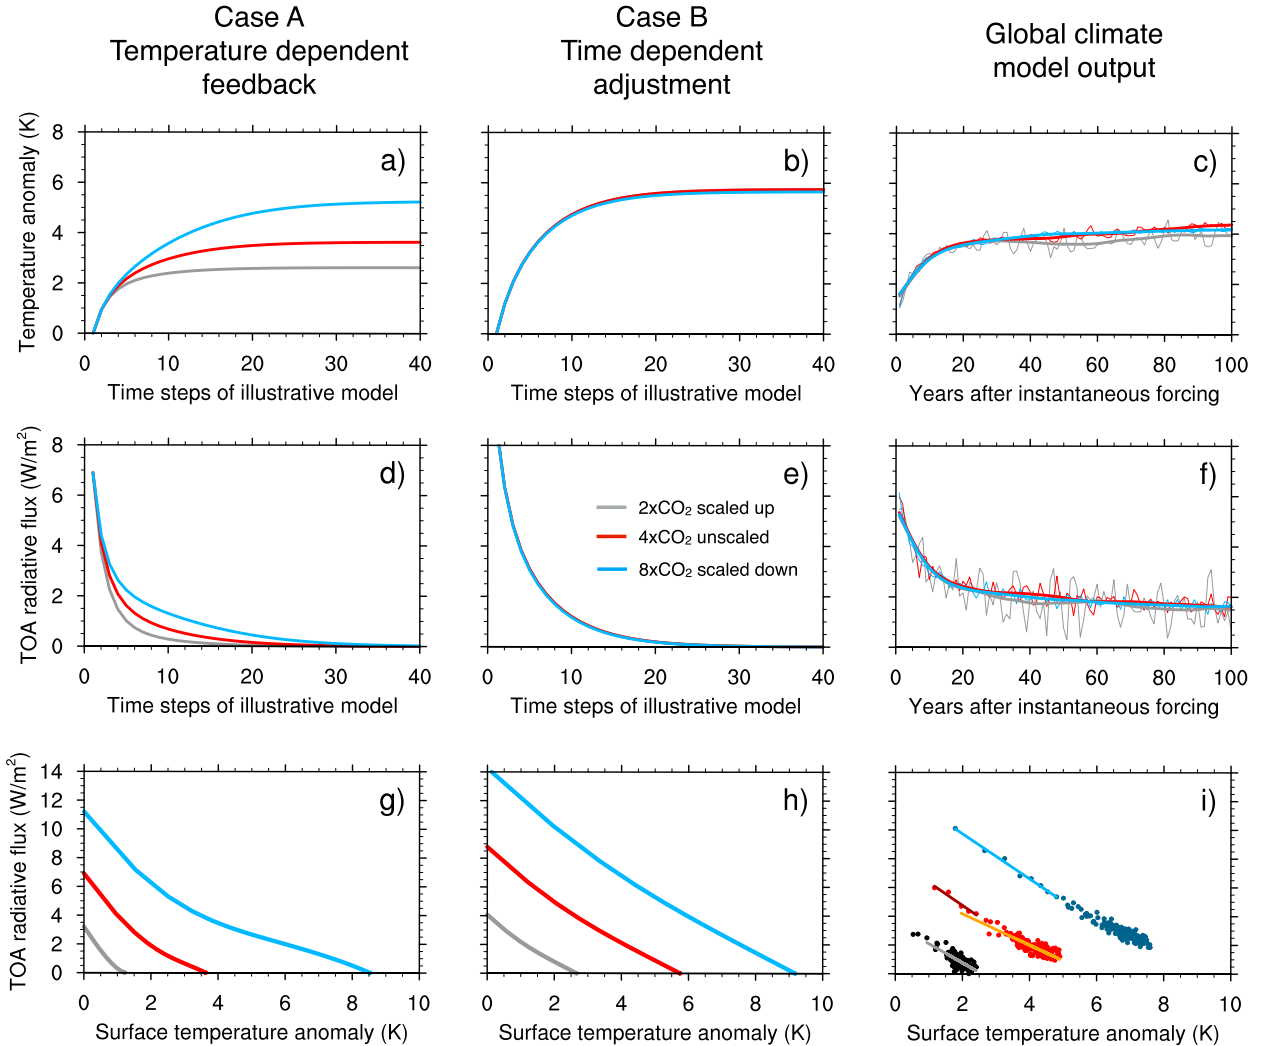 Case A
Temperature dependent
feedback
Case B
Time dependent
adjustment
Global climate
model output
Temperature anomaly (K)
8
6
4
2
0
a)
0 10 20 30 40
Time steps of illustrative model
b)
0 10 20 30 40
Time steps of illustrative model
c)
0 20 40 60 80 100
Years after instantaneous forcing
TOA radiative flux (W/m²)
8
6
4
2
0
d)
0 10 20 30 40
Time steps of illustrative model
e)
2xCO₂ scaled up
4xCO₂ unscaled
8xCO₂ scaled down
0 10 20 30 40
Time steps of illustrative model
f)
0 20 40 60 80 100
Years after instantaneous forcing
TOA radiative flux (W/m²)
14
12
10
8
6
4
2
0
g)
0 2 4 6 8 10
Surface temperature anomaly (K)
h)
0 2 4 6 8 10
Surface temperature anomaly (K)
i)
0 2 4 6 8 10
Surface temperature anomaly (K)